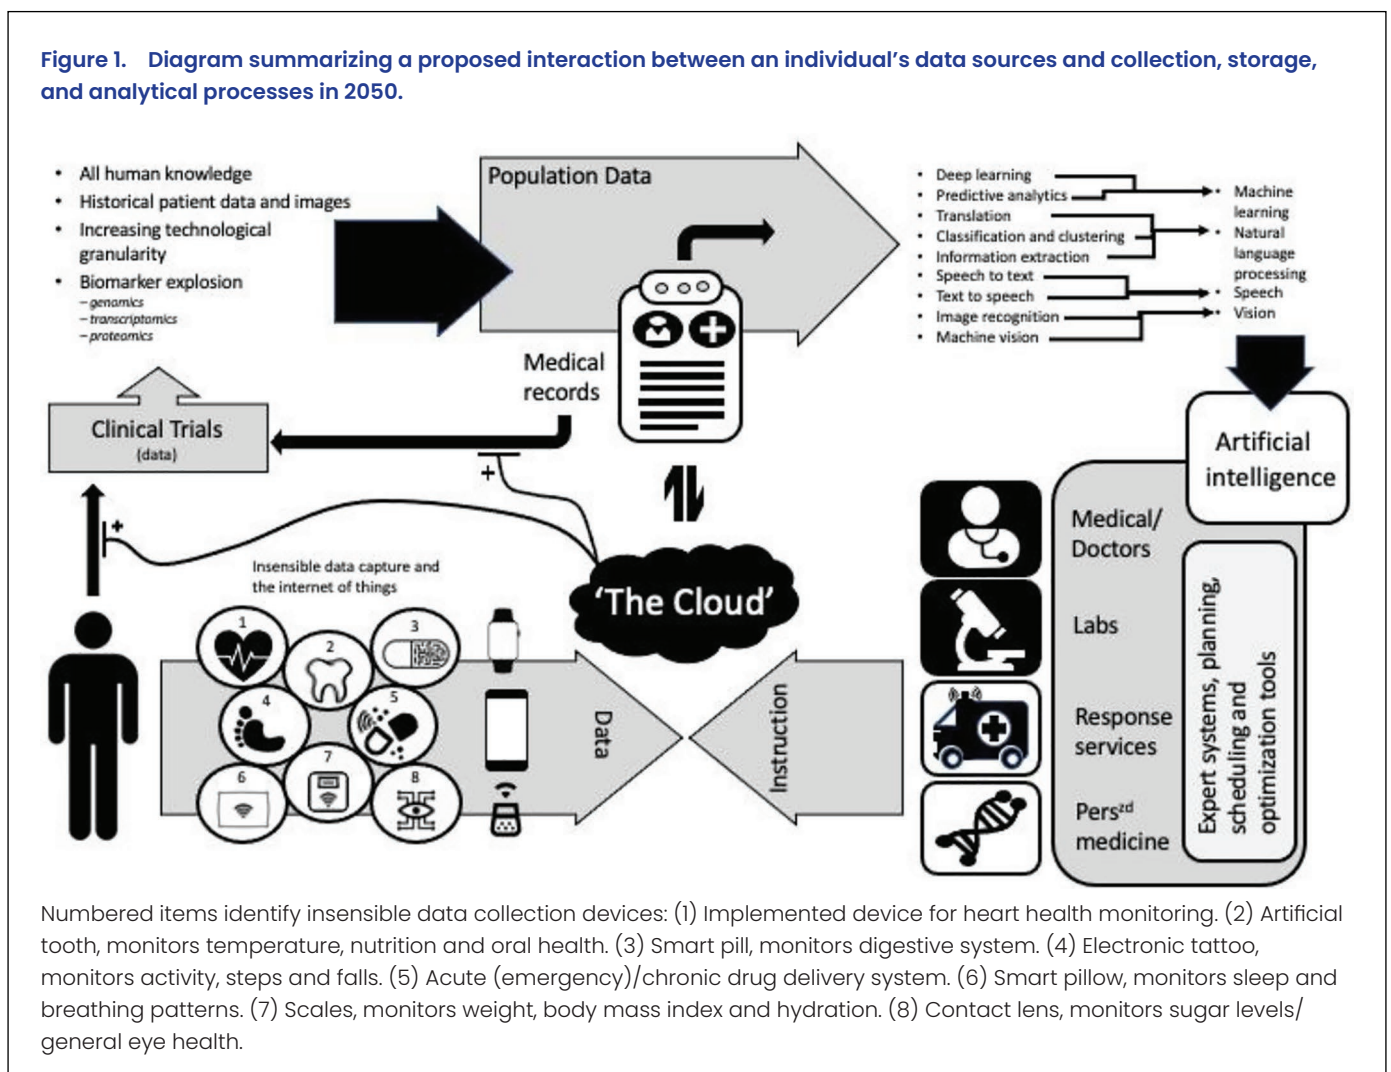 Figure 1. Diagram summarizing a proposed interaction between an individual’s data sources and collection, storage,
and analytical processes in 2050.
• All human knowledge
• Historical patient data and images
• Increasing technological
granularity
• Biomarker explosion
– genomics
– transcriptomics
– proteomics
Population Data
• Deep learning
• Predictive analytics
• Translation
• Classification and clustering
• Information extraction
• Speech to text
• Text to speech
• Image recognition
• Machine vision
• Machine
learning
• Natural
language
processing
• Speech
• Vision
Medical
records
Clinical Trials
(data)
+
+
Artificial
intelligence
Insensible data capture and
the internet of things
‘The Cloud’
1
2
3
4
5
6
7
8
Data
Instruction
Medical/
Doctors
Labs
Response
services
Perszd
medicine
Expert systems, planning,
scheduling and
optimization tools
Numbered items identify insensible data collection devices: (1) Implemented device for heart health monitoring. (2) Artificial
tooth, monitors temperature, nutrition and oral health. (3) Smart pill, monitors digestive system. (4) Electronic tattoo,
monitors activity, steps and falls. (5) Acute (emergency)/chronic drug delivery system. (6) Smart pillow, monitors sleep and
breathing patterns. (7) Scales, monitors weight, body mass index and hydration. (8) Contact lens, monitors sugar levels/
general eye health.